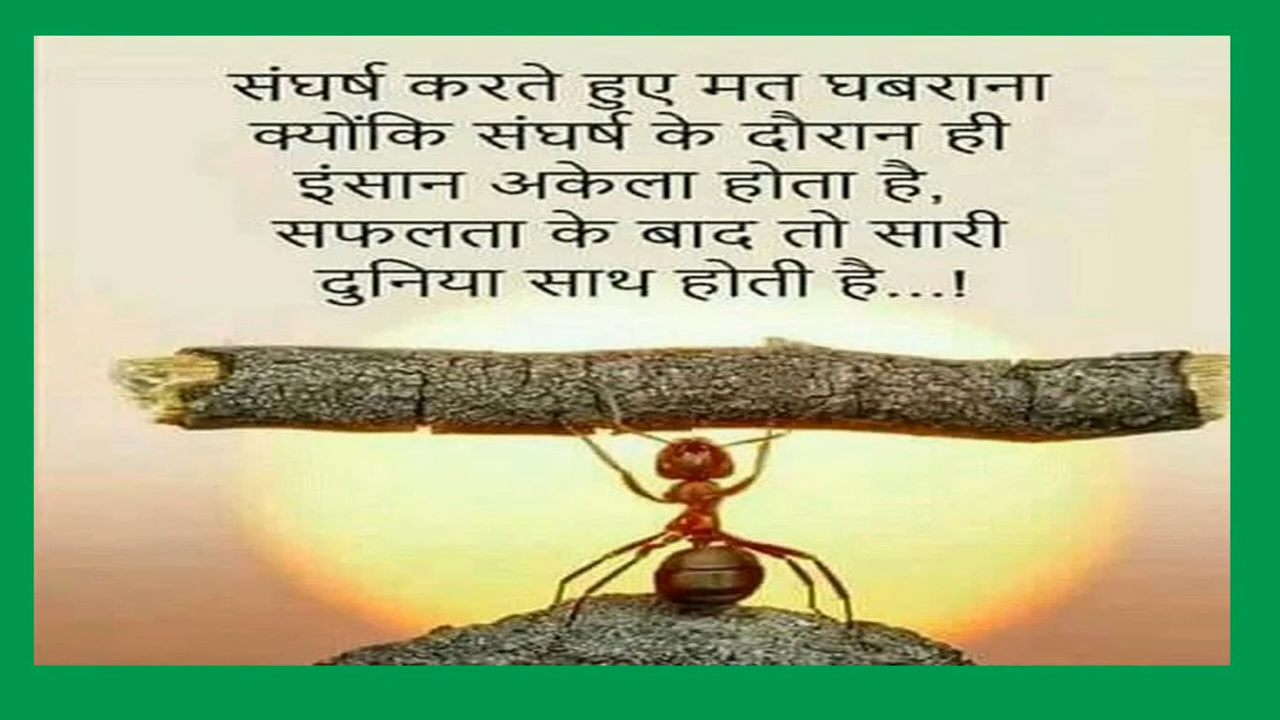 संघर्ष करते हुए मत घबराना
क्योंकि संघर्ष के दौरान ही
इंसान अकेला होता है,
सफलता के बाद तो सारी
दुनिया साथ होती है...!